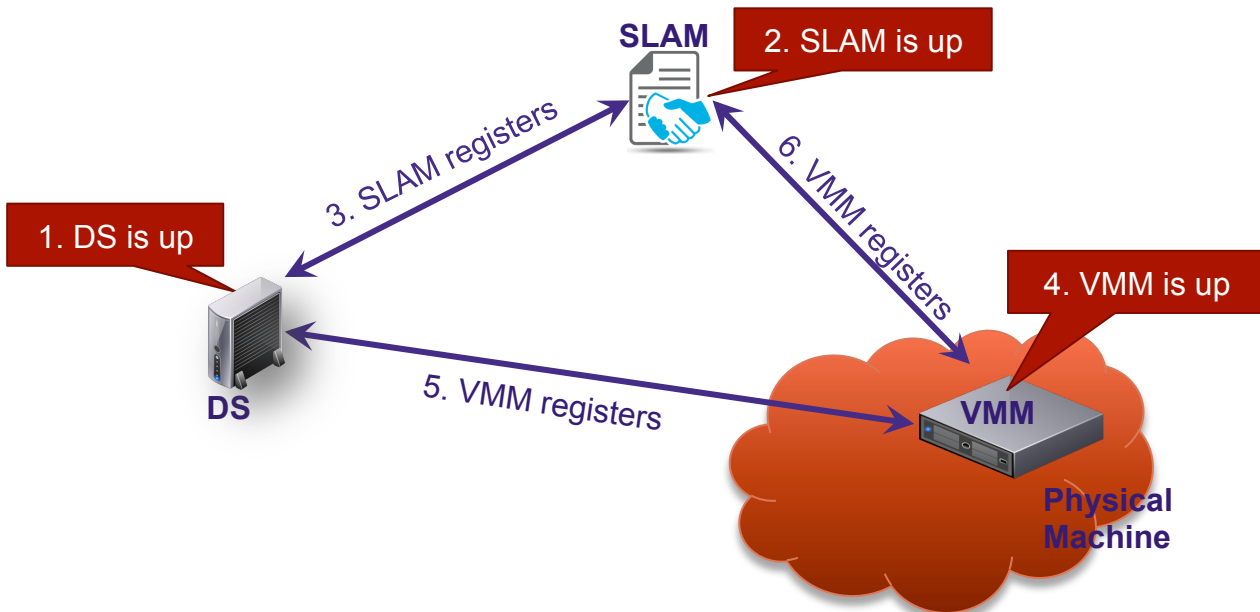 SLAM
2. SLAM is up
3. SLAM registers
6. VMM registers
1. DS is up
4. VMM is up
DS
5. VMM registers
VMM
Physical
Machine